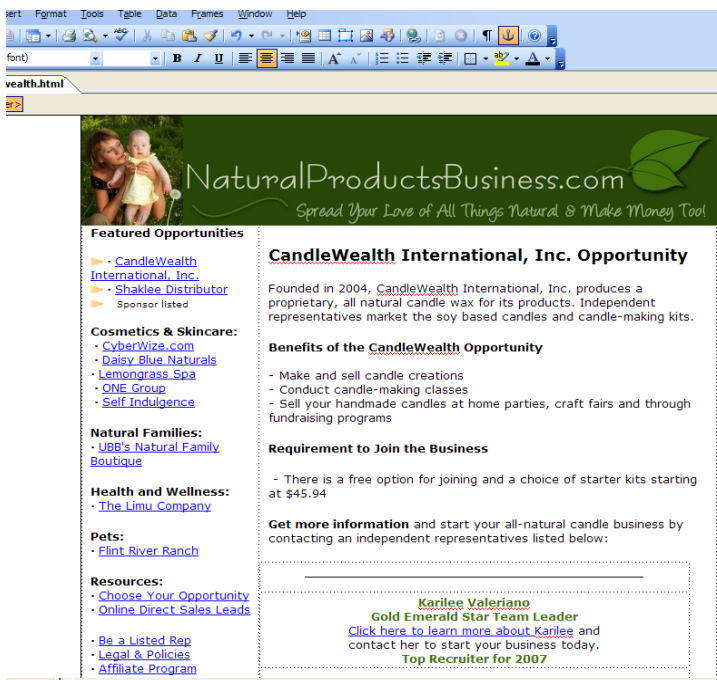 ert Format Tools Table Data Frames Window Help
font)
B I U
wealth.html
er>
NaturalProductsBusiness.com
Spread Your Love of All Things Natural & Make Money Too!
Featured Opportunities
· CandleWealth
International, Inc.
· Shaklee Distributor
Sponsor listed
Cosmetics & Skincare:
· CyberWize.com
· Daisy Blue Naturals
· Lemongrass Spa
· ONE Group
· Self Indulgence
Natural Families:
· UBB's Natural Family
Boutique
Health and Wellness:
· The Limu Company
Pets:
· Flint River Ranch
Resources:
· Choose Your Opportunity
· Online Direct Sales Leads
· Be a Listed Rep
· Legal & Policies
· Affiliate Program
CandleWealth International, Inc. Opportunity
Founded in 2004, CandleWealth International, Inc. produces a
proprietary, all natural candle wax for its products. Independent
representatives market the soy based candles and candle-making kits.
Benefits of the CandleWealth Opportunity
- Make and sell candle creations
- Conduct candle-making classes
- Sell your handmade candles at home parties, craft fairs and through
fundraising programs
Requirement to Join the Business
- There is a free option for joining and a choice of starter kits starting
at $45.94
Get more information and start your all-natural candle business by
contacting an independent representatives listed below:
Karilee Valeriano
Gold Emerald Star Team Leader
Click here to learn more about Karilee and
contact her to start your business today.
Top Recruiter for 2007